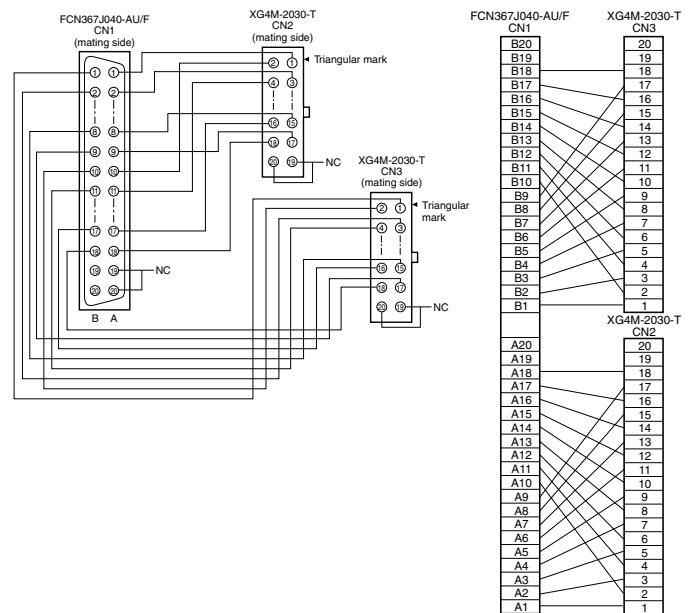 FCN367J040-AU/F
CN1
(mating side)
XG4M-2030-T
CN2
(mating side)
Triangular mark
1 1
2 2
8 8
9 9
10 10
11 11
17 17
18 18
19 19
20 20
NC
B A
2 1
4 3
16 15
18 17
20 19
NC
XG4M-2030-T
CN3
(mating side)
Triangular
mark
2 1
4 3
16 15
18 17
20 19
NC
FCN367J040-AU/F
CN1
XG4M-2030-T
CN3
B20 20
B19 19
B18 18
B17 17
B16 16
B15 15
B14 14
B13 13
B12 12
B11 11
B10 10
B9 9
B8 8
B7 7
B6 6
B5 5
B4 4
B3 3
B2 2
B1 1
XG4M-2030-T
CN2
A20 20
A19 19
A18 18
A17 17
A16 16
A15 15
A14 14
A13 13
A12 12
A11 11
A10 10
A9 9
A8 8
A7 7
A6 6
A5 5
A4 4
A3 3
A2 2
A1 1